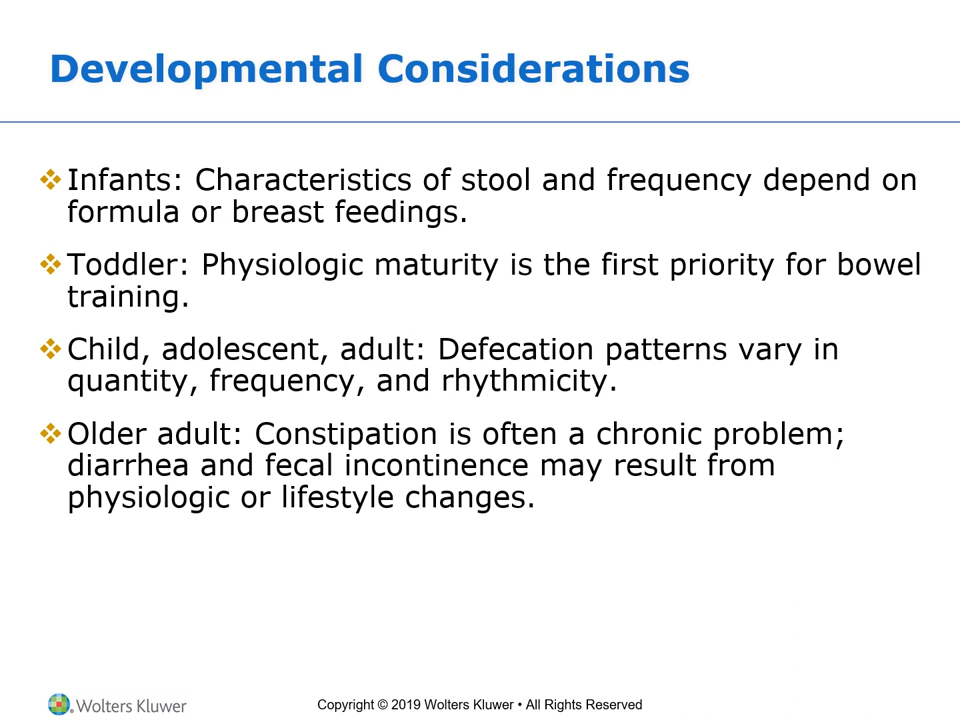 Developmental Considerations
Infants: Characteristics of stool and frequency depend on
formula or breast feedings.
Toddler: Physiologic maturity is the first priority for bowel
training.
Child, adolescent, adult: Defecation patterns vary in
quantity, frequency, and rhythmicity.
Older adult: Constipation is often a chronic problem;
diarrhea and fecal incontinence may result from
physiologic or lifestyle changes.
Wolters Kluwer
Copyright © 2019 Wolters Kluwer • All Rights Reserved